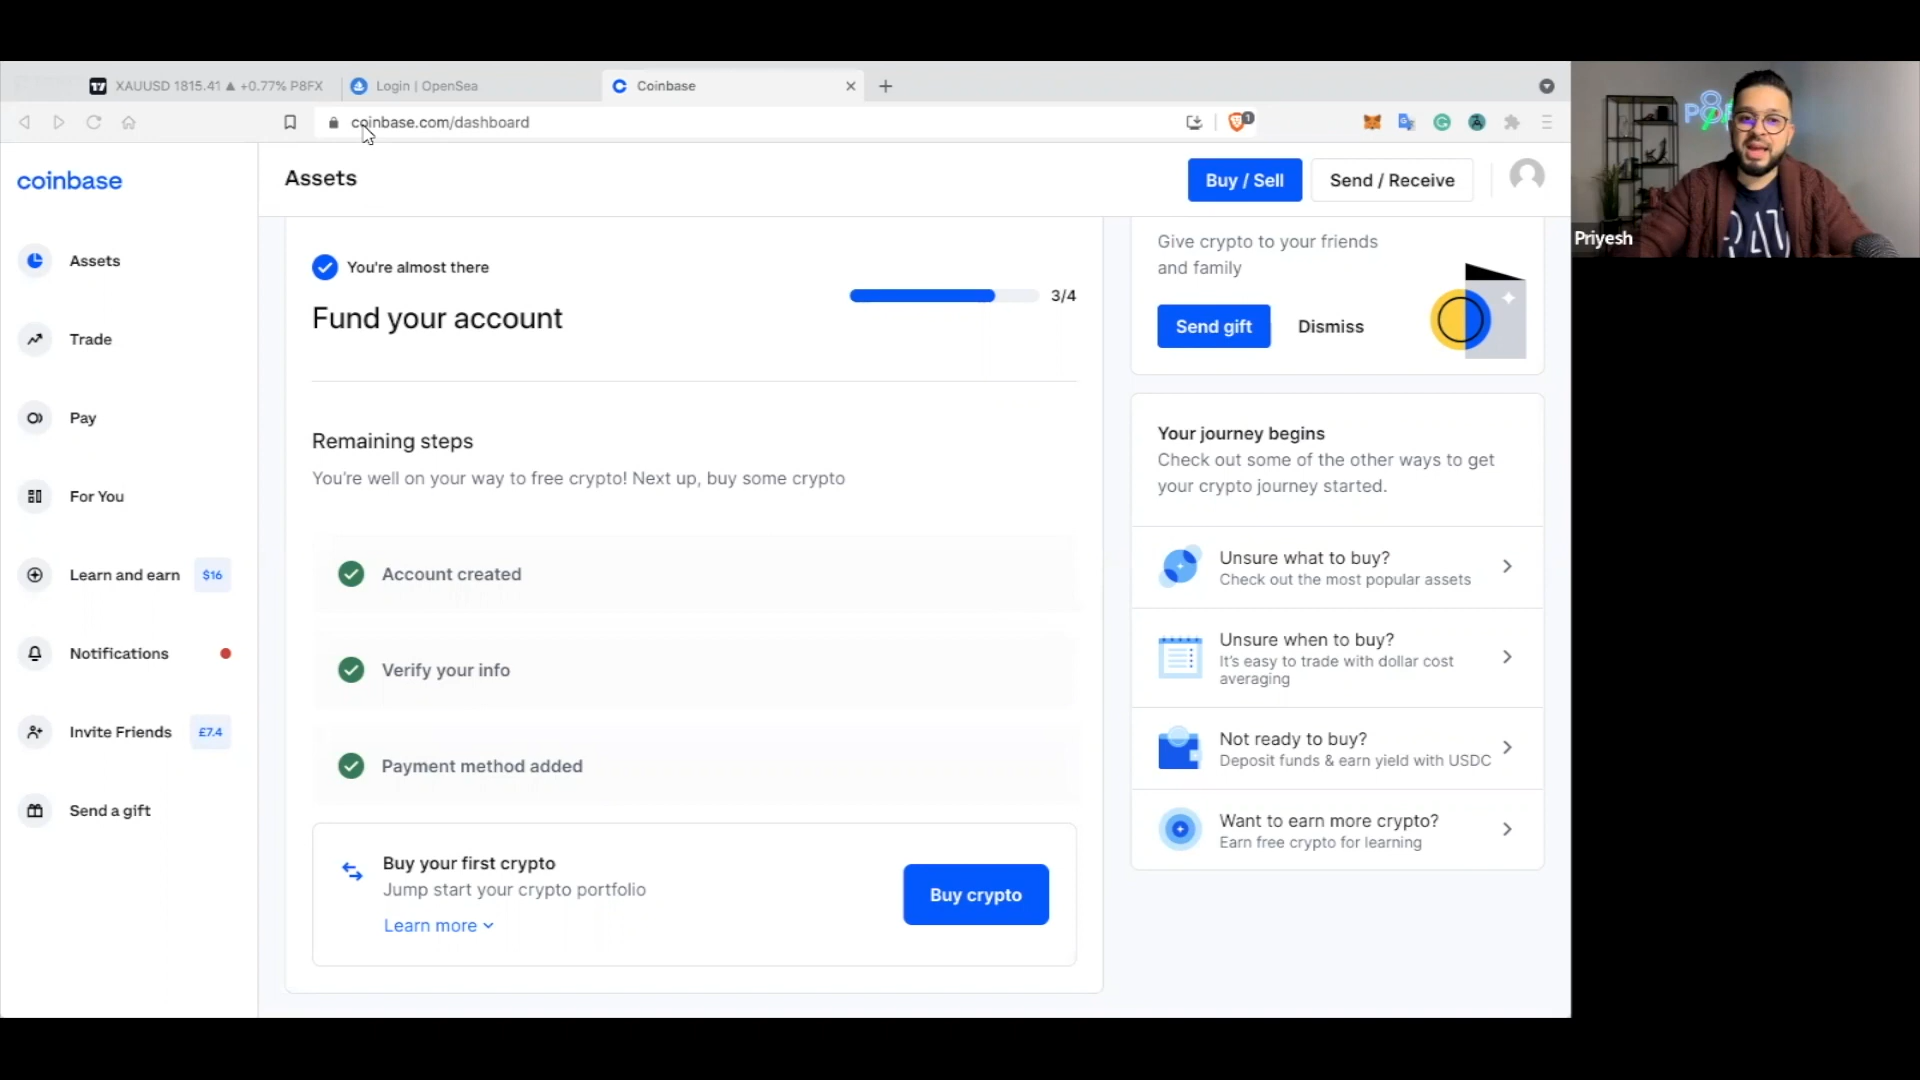 XAUUSD 1815.41 ▲ +0.77% P8FX
Login | OpenSea
Coinbase
coinbase.com/dashboard
1
coinbase
Assets
Trade
Pay
For You
Learn and earn $16
Notifications
Invite Friends £7.4
Send a gift
Assets
Buy / Sell
Send / Receive
You're almost there
Fund your account
3/4
Remaining steps
You're well on your way to free crypto! Next up, buy some crypto
Account created
Verify your info
Payment method added
Buy your first crypto
Jump start your crypto portfolio
Learn more
Buy crypto
Give crypto to your friends
and family
Send gift
Dismiss
Your journey begins
Check out some of the other ways to get
your crypto journey started.
Unsure what to buy?
Check out the most popular assets
Unsure when to buy?
It's easy to trade with dollar cost
averaging
Not ready to buy?
Deposit funds & earn yield with USDC
Want to earn more crypto?
Earn free crypto for learning
Priyesh